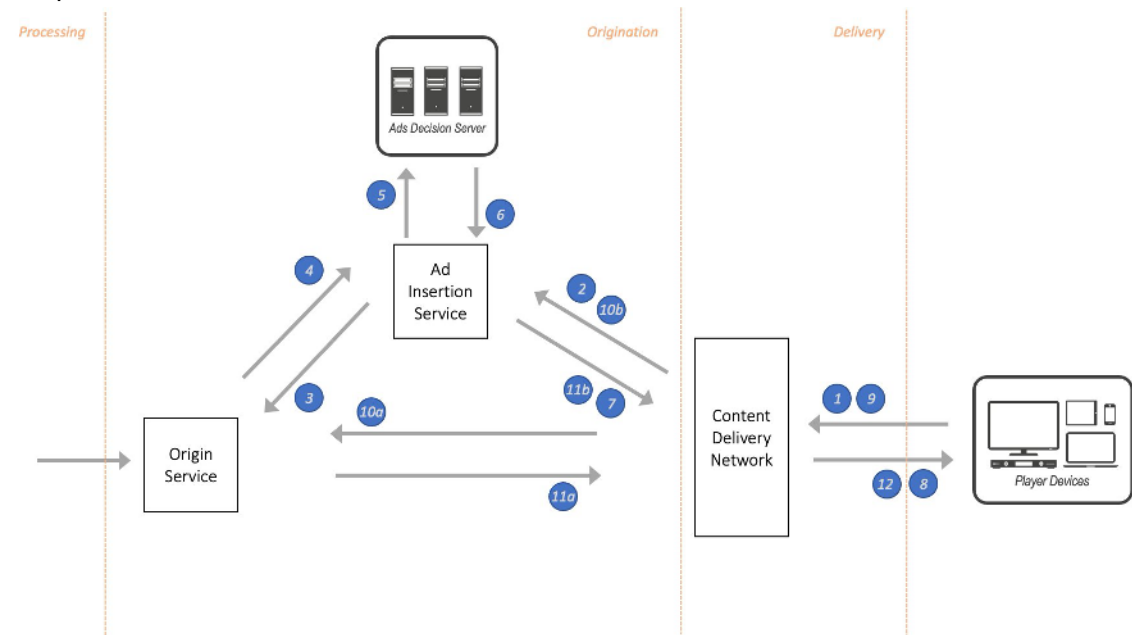 Processing
Origination
Delivery
Ads Decision Server
5
6
4
Ad
Insertion
Service
2
10b
3
10a
11b
7
1
9
Origin
Service
Content
Delivery
Network
11a
12
8
Player Devices